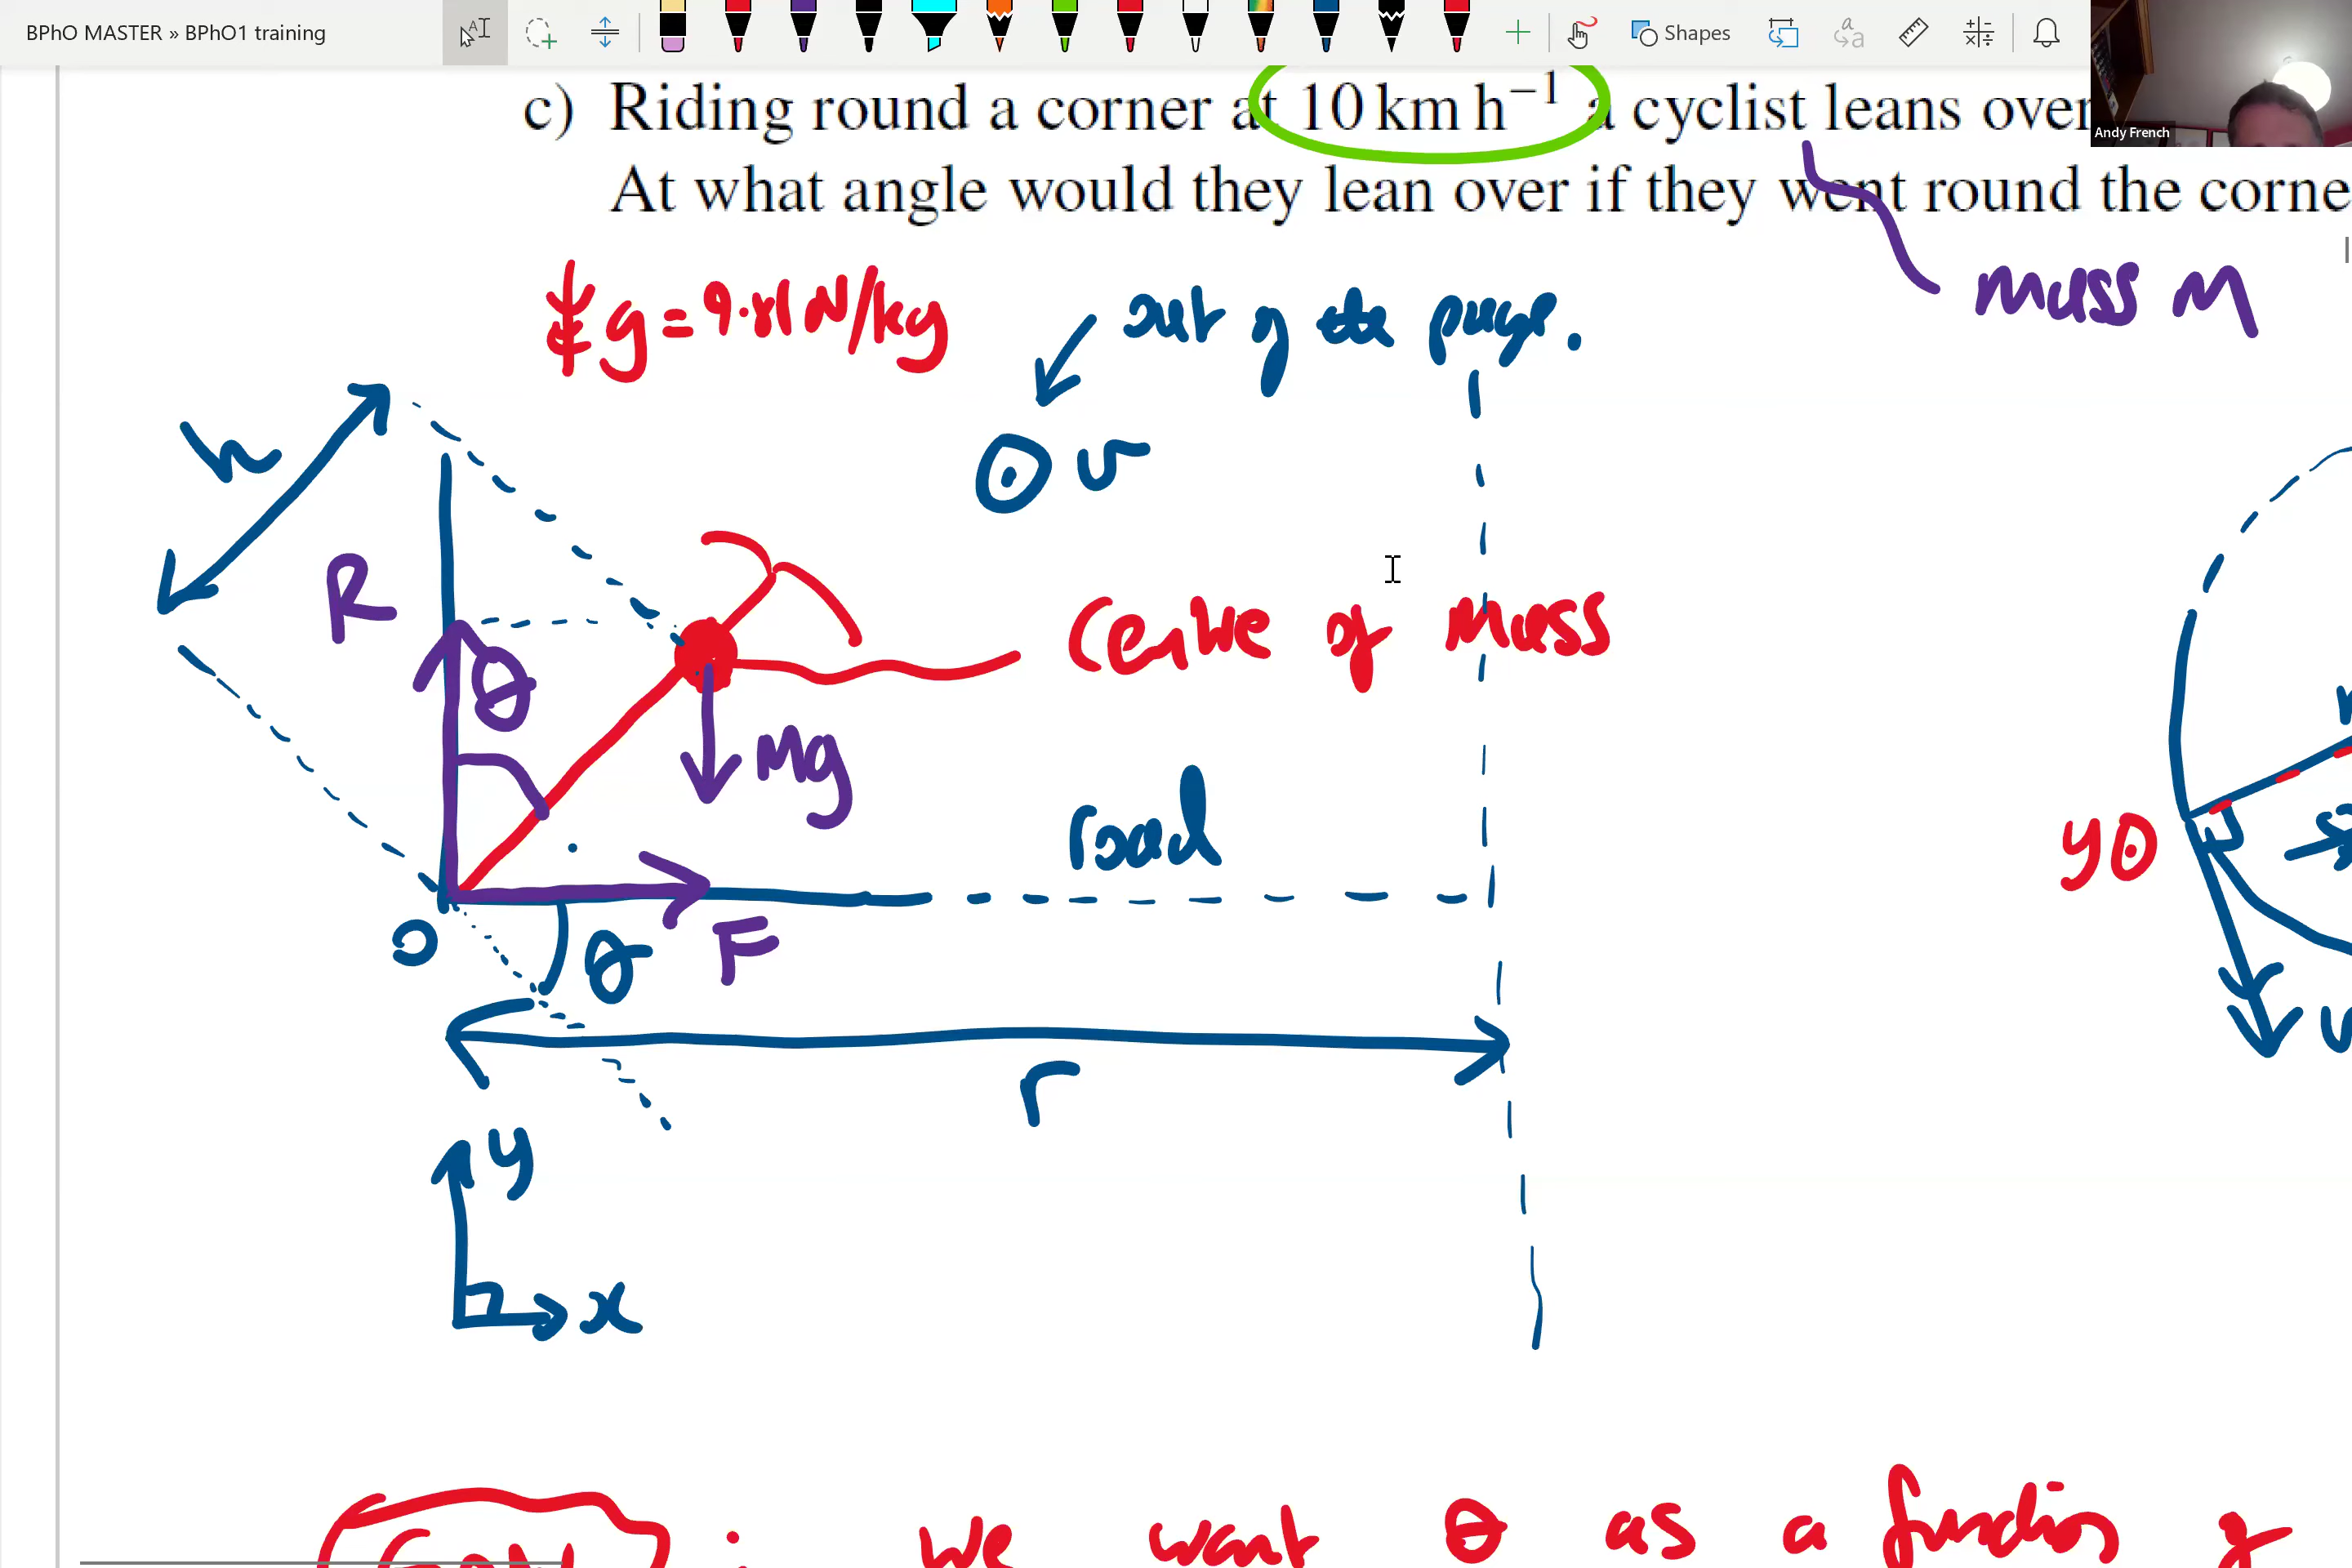 BPhO MASTER » BPhO1 training
Shapes
Andy French
c) Riding round a corner at 10 km h⁻¹ a cyclist leans over
At what angle would they lean over if they went round the corne
mass M
g = 9.81 N/kg
out of the page.
h
v
R
θ
Centre of mass
Mg
road
O
F
θ
r
y
x
y
v
we want θ as a function of